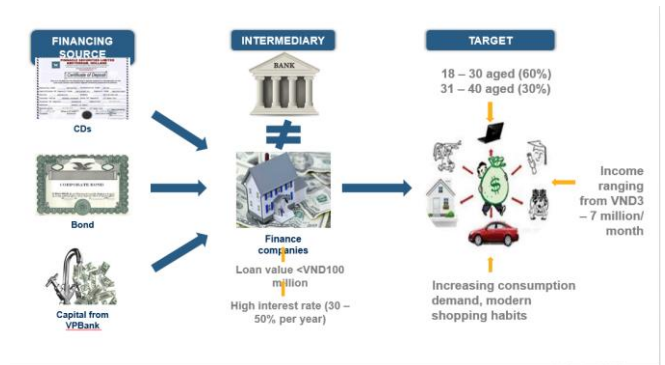 FINANCING
SOURCE
INTERMEDIARY
TARGET
Certificate of Deposit
CDs
BANK
≠
18 – 30 aged (60%)
31 – 40 aged (30%)
CORPORATE BOND
Bond
Finance
companies
Income
ranging
from VND3
– 7 million/
month
Capital from
VPBank
Loan value <VND100
million
High interest rate (30 –
50% per year)
Increasing consumption
demand, modern
shopping habits